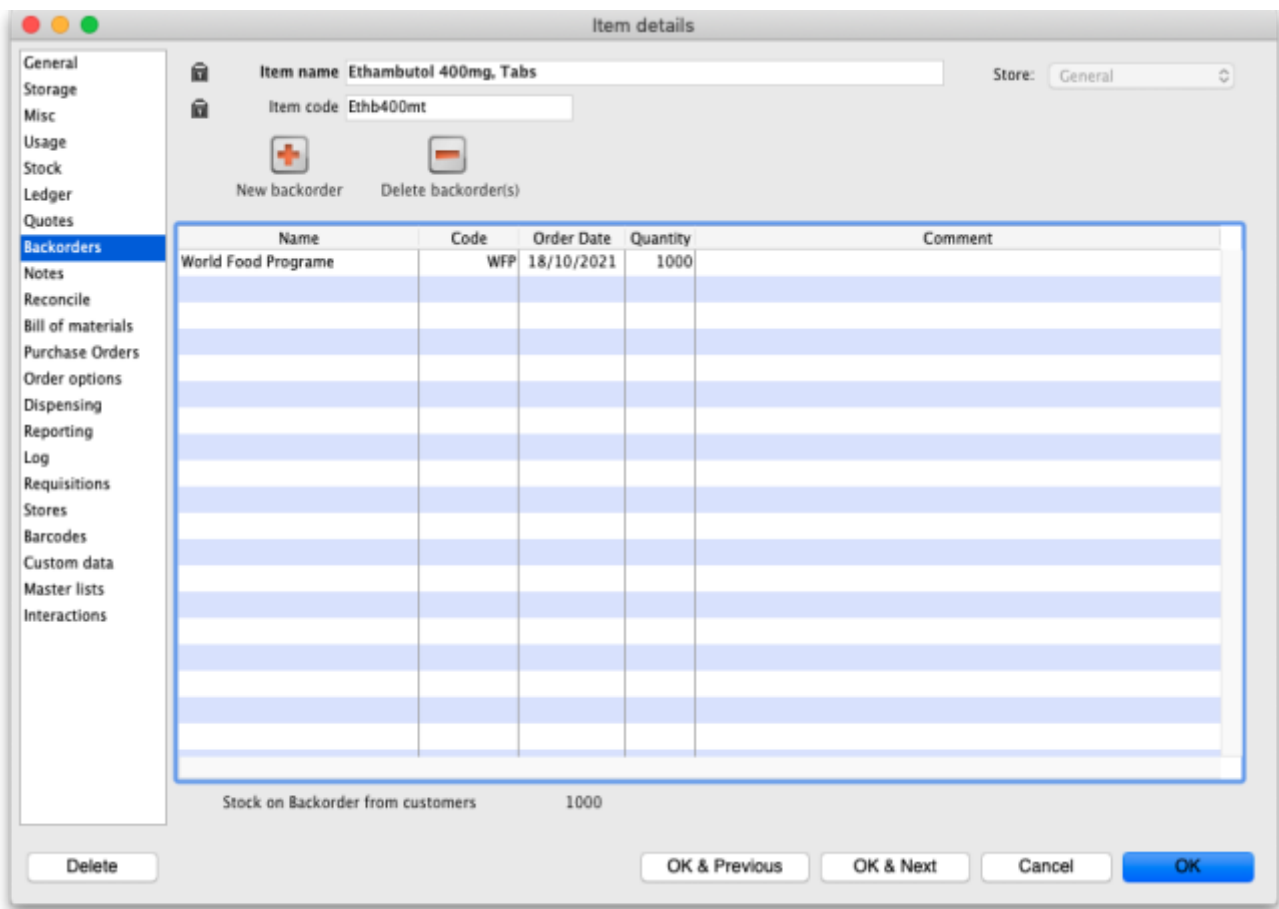 Item details
General
Storage
Misc
Usage
Stock
Ledger
Quotes
Backorders
Notes
Reconcile
Bill of materials
Purchase Orders
Order options
Dispensing
Reporting
Log
Requisitions
Stores
Barcodes
Custom data
Master lists
Interactions
Item name Ethambutol 400mg, Tabs
Store: General
Item code Ethb400mt
New backorder Delete backorder(s)
Name Code Order Date Quantity Comment
World Food Programe WFP 18/10/2021 1000
Stock on Backorder from customers 1000
Delete OK & Previous OK & Next Cancel OK